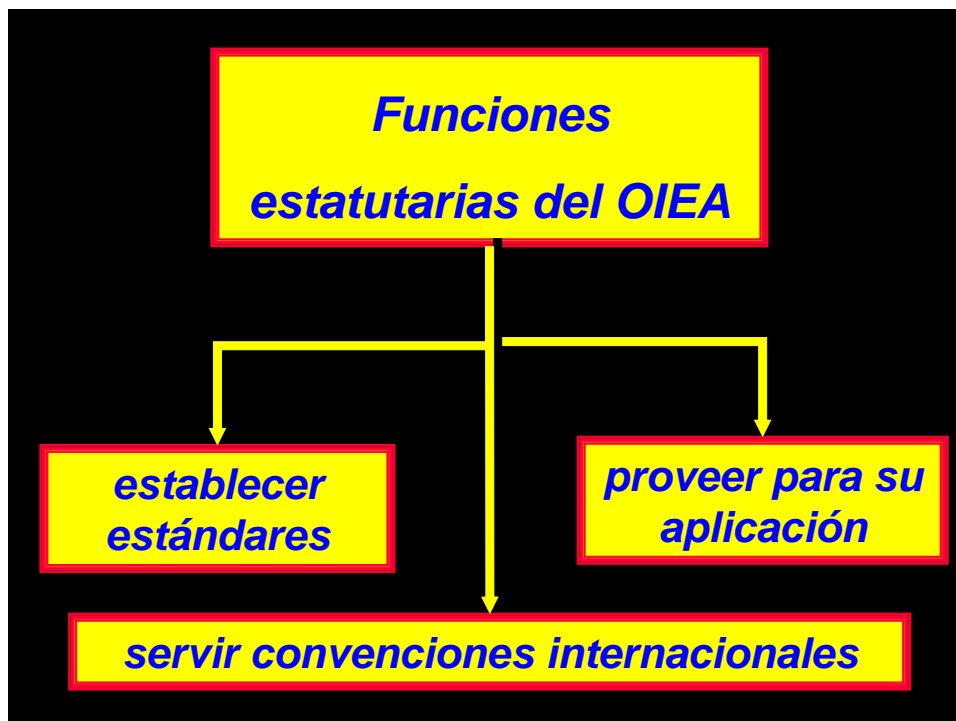 Funciones
estatutarias del OIEA
establecer
estándares
proveer para su
aplicación
servir convenciones internacionales